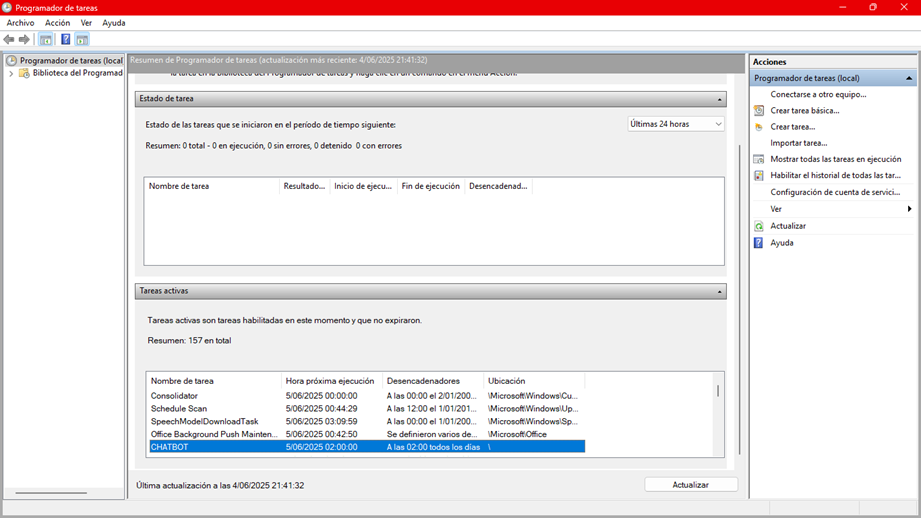 Programador de tareas
Archivo Acción Ver Ayuda
Programador de tareas (local
Biblioteca del Programad
Resumen de Programador de tareas (actualización más reciente: 4/06/2025 21:41:32)
la tarea en la biblioteca del Programador de tareas y haga clic en un comando en el menú Acción.
Estado de tarea
Estado de las tareas que se iniciaron en el período de tiempo siguiente:
Últimas 24 horas
Resumen: 0 total - 0 en ejecución, 0 sin errores, 0 detenido 0 con errores
Nombre de tarea Resultado... Inicio de ejecu... Fin de ejecución Desencadenad...
Tareas activas
Tareas activas son tareas habilitadas en este momento y que no expiraron.
Resumen: 157 en total
Nombre de tarea Hora próxima ejecución Desencadenadores Ubicación
Consolidator 5/06/2025 00:00:00 A las 00:00 el 2/01/200... \Microsoft\Windows\Cu...
Schedule Scan 5/06/2025 00:44:29 A las 12:00 el 1/01/201... \Microsoft\Windows\Up...
SpeechModelDownloadTask 5/06/2025 03:09:59 A las 00:00 el 1/01/200... \Microsoft\Windows\Sp...
Office Background Push Mainten... 5/06/2025 00:42:50 Se definieron varios de... \Microsoft\Office
CHATBOT 5/06/2025 02:00:00 A las 02:00 todos los días \
Última actualización a las 4/06/2025 21:41:32
Actualizar
Acciones
Programador de tareas (local)
Conectarse a otro equipo...
Crear tarea básica...
Crear tarea...
Importar tarea...
Mostrar todas las tareas en ejecución
Habilitar el historial de todas las tar...
Configuración de cuenta de servici...
Ver
Actualizar
Ayuda